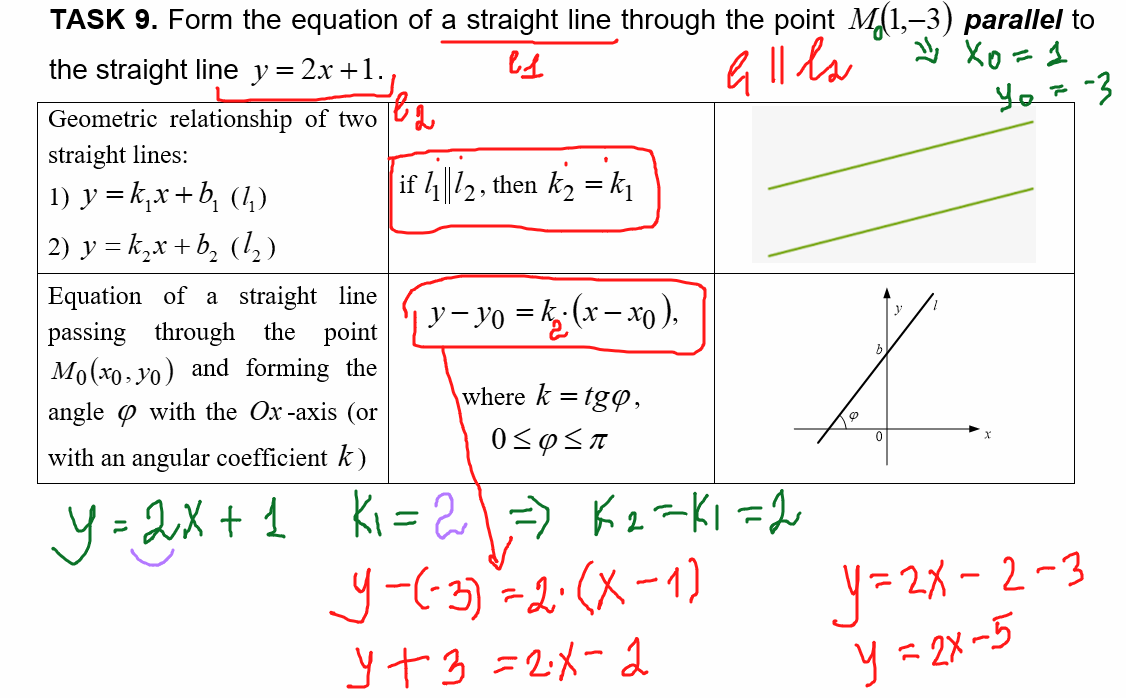 TASK 9. Form the equation of a straight line through the point M₀(1,−3) parallel to
the straight line y = 2x + 1.
l1
l2
l₁ || l₂
⇒ x₀ = 1
y₀ = -3
Geometric relationship of two
straight lines:
1) y = k₁x + b₁ (l₁)
2) y = k₂x + b₂ (l₂)
if l₁ || l₂, then k₂ = k₁
Equation of a straight line
passing through the point
M₀(x₀, y₀) and forming the
angle φ with the Ox-axis (or
with an angular coefficient k)
y − y₀ = k₂·(x − x₀),
where k = tgφ,
0 ≤ φ ≤ π
y
l
b
φ
0
x
y = 2x + 1 k₁ = 2 ⇒ k₂ = k₁ = 2
y - (-3) = 2·(x - 1)
y + 3 = 2·x - 2
y = 2x - 2 - 3
y = 2x - 5